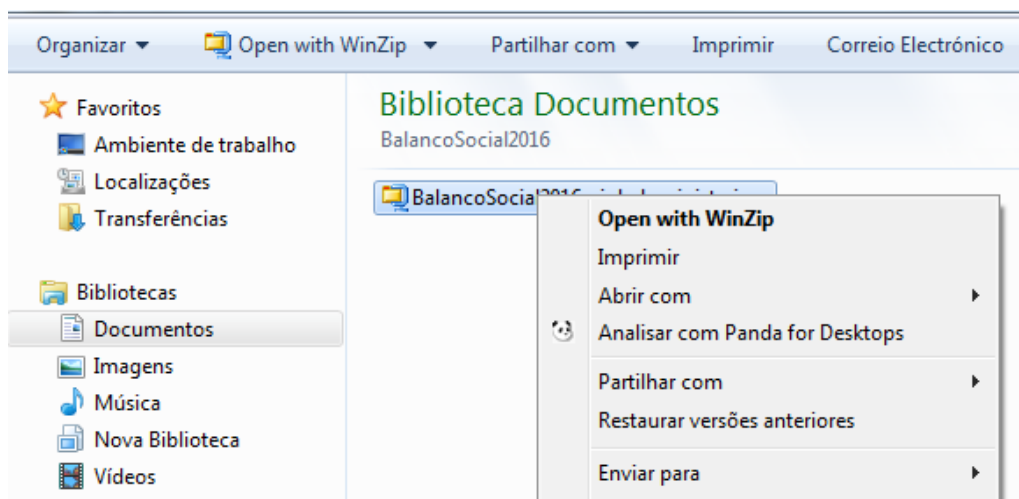 Organizar Open with WinZip Partilhar com Imprimir Correio Electrónico
Favoritos
Ambiente de trabalho
Localizações
Transferências
Bibliotecas
Documentos
Imagens
Música
Nova Biblioteca
Vídeos
Biblioteca Documentos
BalancoSocial2016
Open with WinZip
Imprimir
Abrir com
Analisar com Panda for Desktops
Partilhar com
Restaurar versões anteriores
Enviar para